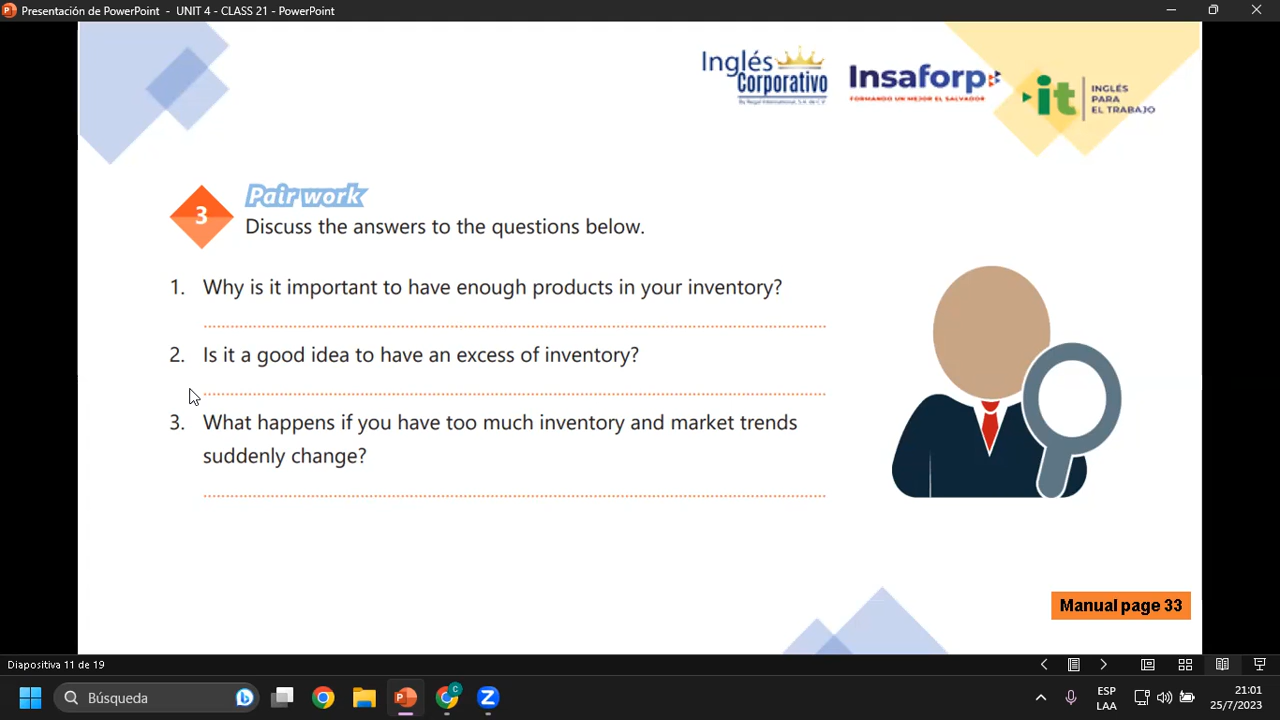 Presentación de PowerPoint - UNIT 4 - CLASS 21 - PowerPoint
Inglés
Corporativo
By Regal International, S.A. de C.V.
Insaforp
FORMANDO UN MEJOR EL SALVADOR
it
INGLÉS
PARA
EL TRABAJO
3
Pair work
Discuss the answers to the questions below.
1. Why is it important to have enough products in your inventory?
2. Is it a good idea to have an excess of inventory?
3. What happens if you have too much inventory and market trends
suddenly change?
Manual page 33
Diapositiva 11 de 19
Búsqueda
C
ESP
LAA
21:01
25/7/2023